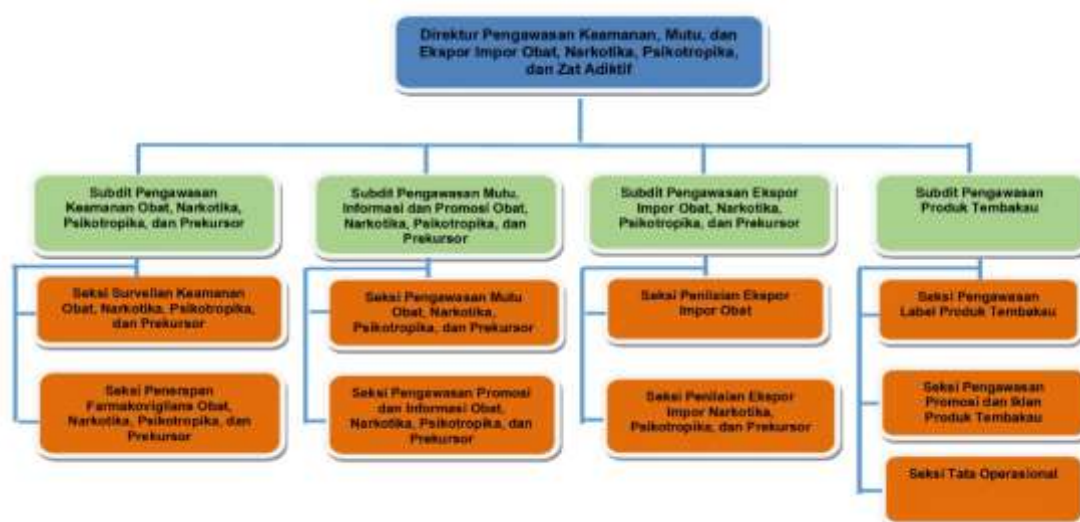 Direktur Pengawasan Keamanan, Mutu, dan
Ekspor Impor Obat, Narkotika, Psikotropika,
dan Zat Adiktif
Subdit Pengawasan
Keamanan Obat, Narkotika,
Psikotropika, dan Prekursor
Subdit Pengawasan Mutu,
Informasi dan Promosi Obat,
Narkotika, Psikotropika, dan
Prekursor
Subdit Pengawasan Ekspor
Impor Obat, Narkotika,
Psikotropika, dan Prekursor
Subdit Pengawasan
Produk Tembakau
Seksi Surveilan Keamanan
Obat, Narkotika, Psikotropika,
dan Prekursor
Seksi Pengawasan Mutu
Obat, Narkotika,
Psikotropika, dan Prekursor
Seksi Penilaian Ekspor
Impor Obat
Seksi Pengawasan
Label Produk Tembakau
Seksi Penerapan
Farmakovigilans Obat,
Narkotika, Psikotropika, dan
Prekursor
Seksi Pengawasan Promosi
dan Informasi Obat,
Narkotika, Psikotropika, dan
Prekursor
Seksi Penilaian Ekspor
Impor Narkotika,
Psikotropika, dan Prekursor
Seksi Pengawasan
Promosi dan Iklan
Produk Tembakau
Seksi Tata Operasional